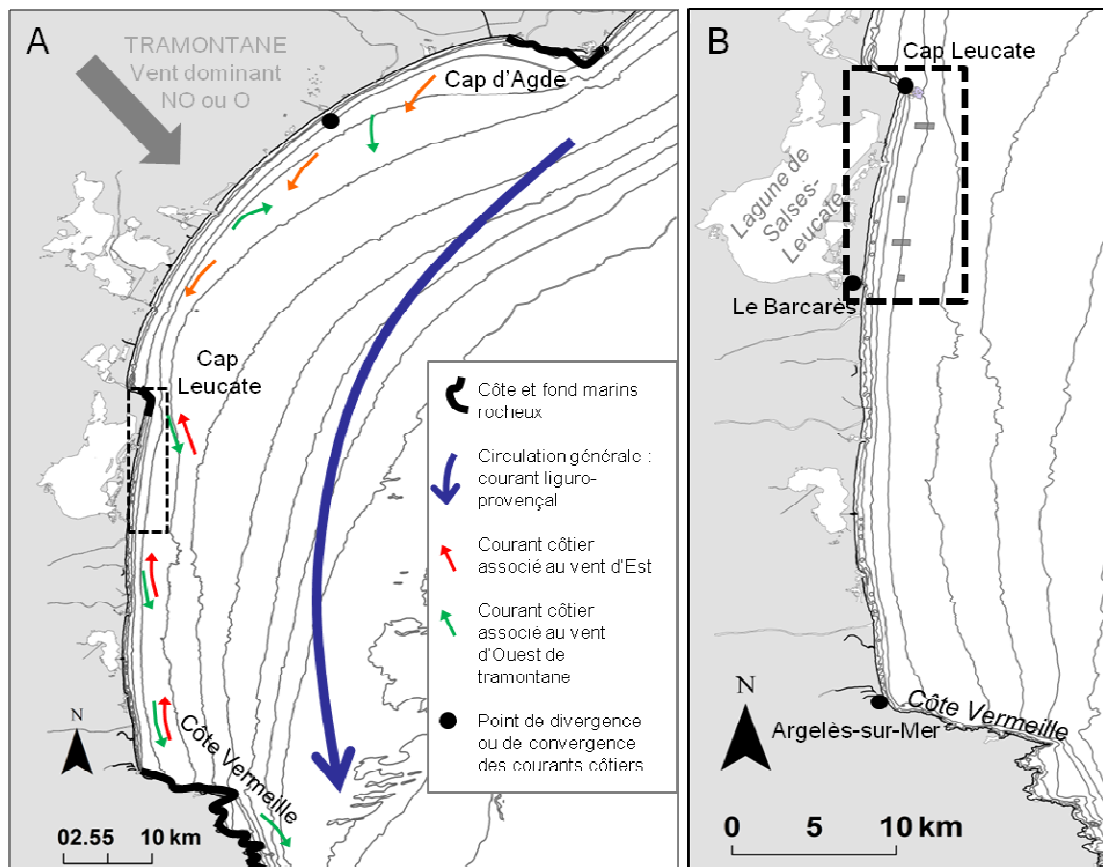 A
TRAMONTANE
Vent dominant
NO ou O
Cap d'Agde
Cap
Leucate
Côte et fond marins
rocheux
Circulation générale :
courant liguro-
provençal
Courant côtier
associé au vent d'Est
Courant côtier
associé au vent
d'Ouest de
tramontane
Point de divergence
ou de convergence
des courants côtiers
Côte Vermeille
N
02.55 10 km
B
Cap Leucate
Lagune de
Salses-
Leucate
Le Barcarès
Côte Vermeille
Argelès-sur-Mer
N
0 5 10 km